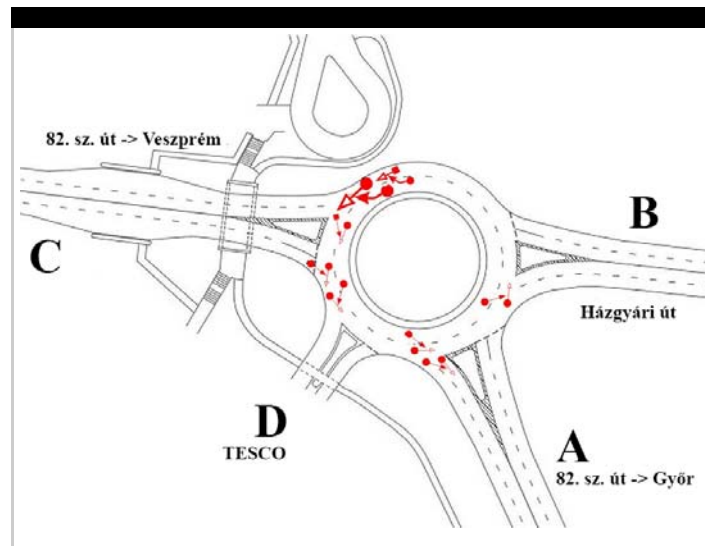 82. sz. út -> Veszprém
B
C
Házgyári út
D
TESCO
A
82. sz. út -> Győr